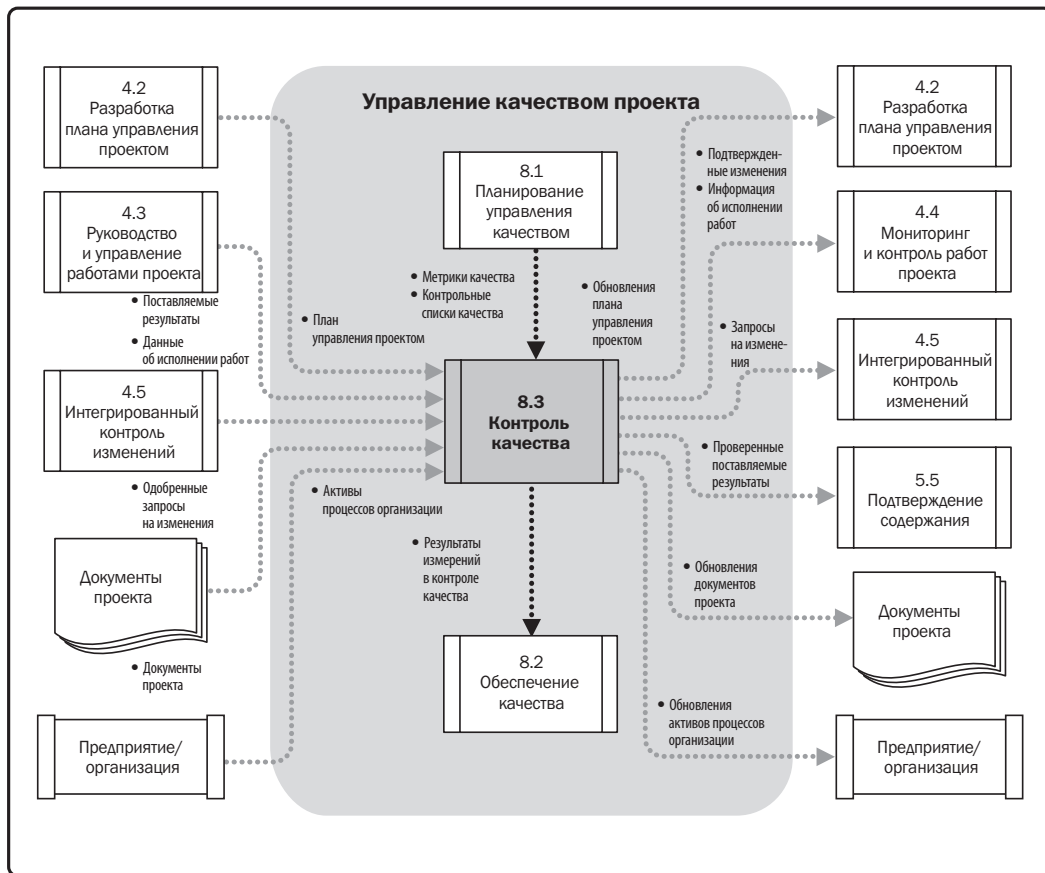 Управление качеством проекта
4.2
Разработка
плана управления
проектом
4.3
Руководство
и управление
работами проекта
• Поставляемые
результаты
• Данные
об исполнении работ
4.5
Интегрированный
контроль
изменений
• Одобренные
запросы
на изменения
Документы
проекта
• Документы
проекта
Предприятие/
организация
• План
управления проектом
• Активы
процессов организации
8.1
Планирование
управления
качеством
• Метрики качества
• Контрольные
списки качества
8.3
Контроль
качества
• Результаты
измерений
в контроле
качества
8.2
Обеспечение
качества
• Обновления
плана
управления
проектом
• Подтвержден-
ные изменения
• Информация
об исполнении
работ
• Запросы
на измене-
ния
• Проверенные
поставляемые
результаты
• Обновления
документов
проекта
• Обновления
активов процессов
организации
4.2
Разработка
плана управления
проектом
4.4
Мониторинг
и контроль работ
проекта
4.5
Интегрированный
контроль
изменений
5.5
Подтверждение
содержания
Документы
проекта
Предприятие/
организация